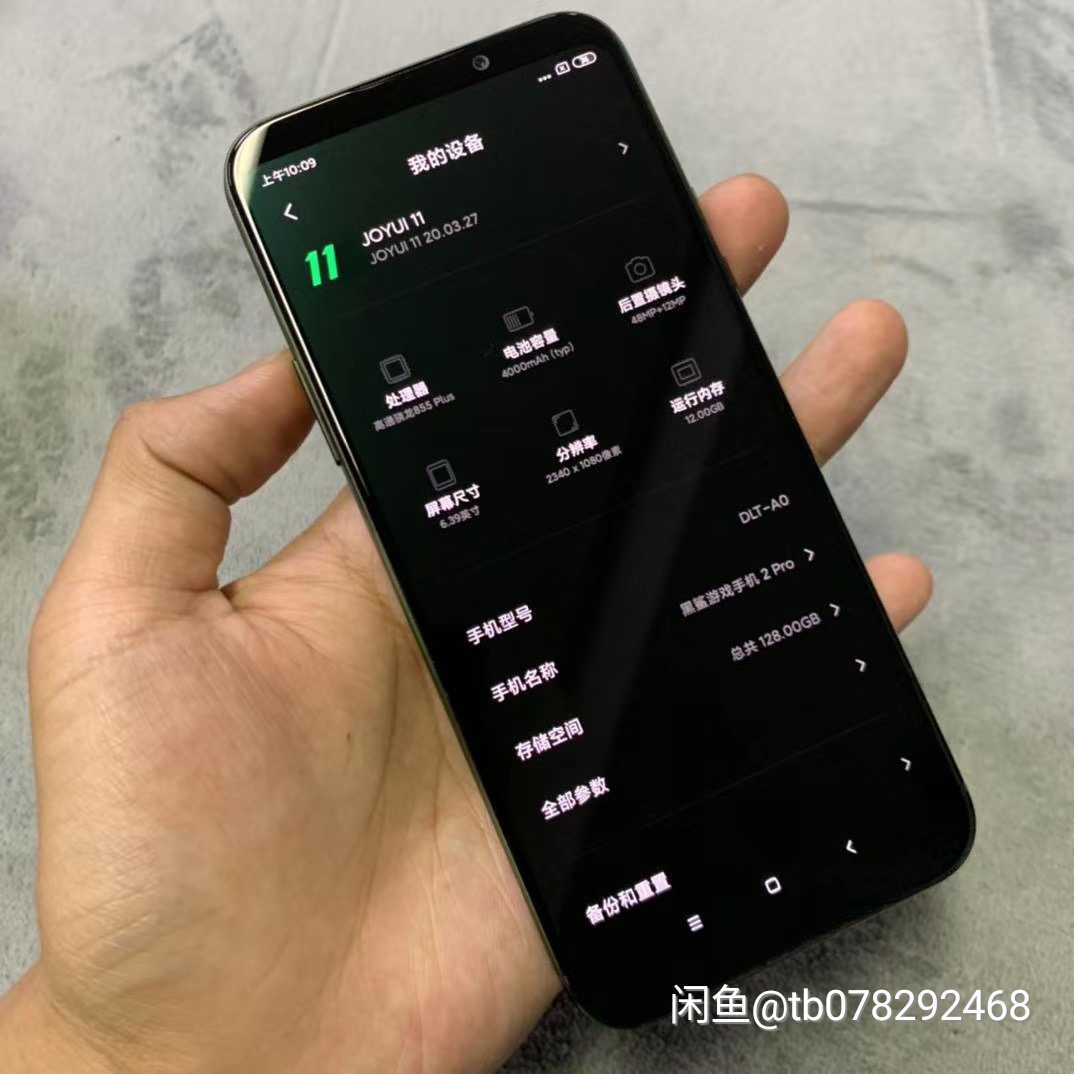 上午10:09
我的设备
11
JOYUI 11
JOYUI 11 20.03.27
处理器
高通骁龙855 Plus
电池容量
4000mAh (typ)
后置摄镜头
48MP+12MP
屏幕尺寸
6.39英寸
分辨率
2340 x 1080像素
运行内存
12.00GB
手机型号
DLT-A0
手机名称
黑鲨游戏手机 2 Pro
存储空间
总共 128.00GB
全部参数
备份和重置
闲鱼@tb078292468